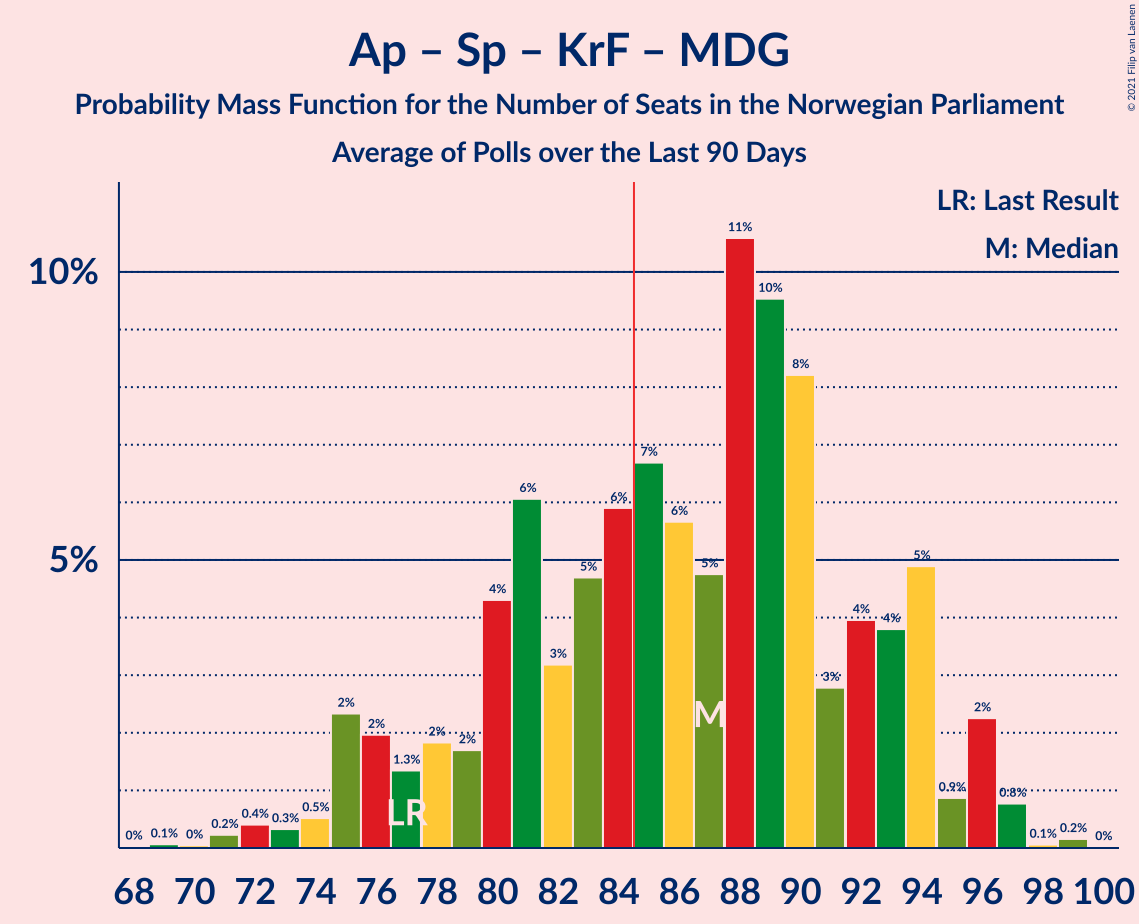 Ap – Sp – KrF – MDG
Probability Mass Function for the Number of Seats in the Norwegian Parliament
Average of Polls over the Last 90 Days
© 2021 Filip van Laenen
LR: Last Result
M: Median
10%
5%
0% 0.1% 0% 0.2% 0.4% 0.3% 0.5% 2% 2% 1.3% 2% 2% 4% 6% 3% 5% 6% 7% 6% 5% 11% 10% 8% 3% 4% 4% 5% 0.9% 2% 0.8% 0.1% 0.2% 0%
LR
M
68 70 72 74 76 78 80 82 84 86 88 90 92 94 96 98 100